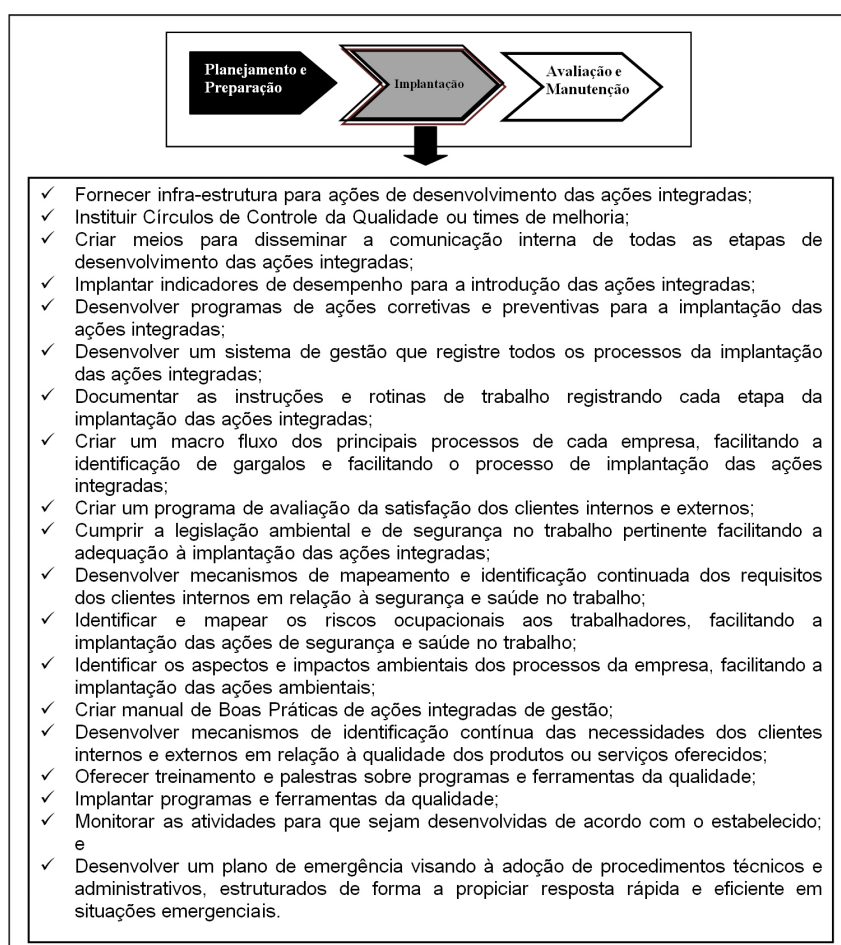 Planejamento e
Preparação
Implantação
Avaliação e
Manutenção
✓ Fornecer infra-estrutura para ações de desenvolvimento das ações integradas;
✓ Instituir Círculos de Controle da Qualidade ou times de melhoria;
✓ Criar meios para disseminar a comunicação interna de todas as etapas de
desenvolvimento das ações integradas;
✓ Implantar indicadores de desempenho para a introdução das ações integradas;
✓ Desenvolver programas de ações corretivas e preventivas para a implantação das
ações integradas;
✓ Desenvolver um sistema de gestão que registre todos os processos da implantação
das ações integradas;
✓ Documentar as instruções e rotinas de trabalho registrando cada etapa da
implantação das ações integradas;
✓ Criar um macro fluxo dos principais processos de cada empresa, facilitando a
identificação de gargalos e facilitando o processo de implantação das ações
integradas;
✓ Criar um programa de avaliação da satisfação dos clientes internos e externos;
✓ Cumprir a legislação ambiental e de segurança no trabalho pertinente facilitando a
adequação à implantação das ações integradas;
✓ Desenvolver mecanismos de mapeamento e identificação continuada dos requisitos
dos clientes internos em relação à segurança e saúde no trabalho;
✓ Identificar e mapear os riscos ocupacionais aos trabalhadores, facilitando a
implantação das ações de segurança e saúde no trabalho;
✓ Identificar os aspectos e impactos ambientais dos processos da empresa, facilitando a
implantação das ações ambientais;
✓ Criar manual de Boas Práticas de ações integradas de gestão;
✓ Desenvolver mecanismos de identificação contínua das necessidades dos clientes
internos e externos em relação à qualidade dos produtos ou serviços oferecidos;
✓ Oferecer treinamento e palestras sobre programas e ferramentas da qualidade;
✓ Implantar programas e ferramentas da qualidade;
✓ Monitorar as atividades para que sejam desenvolvidas de acordo com o estabelecido;
e
✓ Desenvolver um plano de emergência visando à adoção de procedimentos técnicos e
administrativos, estruturados de forma a propiciar resposta rápida e eficiente em
situações emergenciais.